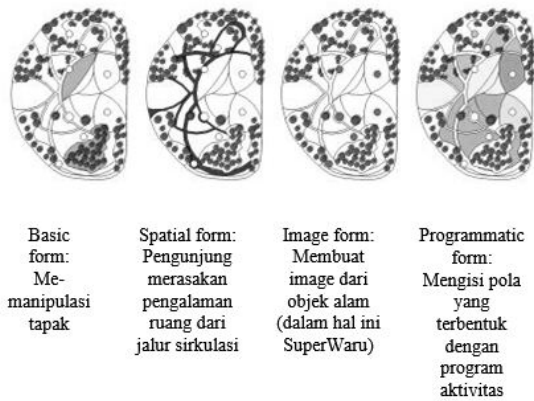 Basic
form:
Me-
manipulasi
tapak
Spatial form:
Pengunjung
merasakan
pengalaman
ruang dari
jalur sirkulasi
Image form:
Membuat
image dari
objek alam
(dalam hal ini
SuperWaru)
Programmatic
form:
Mengisi pola
yang
terbentuk
dengan
program
aktivitas